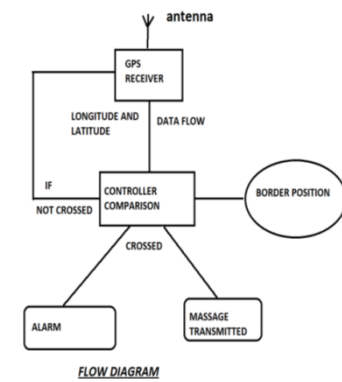 antenna
GPS
RECEIVER
LONGITUDE AND
LATITUDE
DATA FLOW
IF
NOT CROSSED
CONTROLLER
COMPARISON
BORDER POSITION
CROSSED
ALARM
MASSAGE
TRANSMITTED
FLOW DIAGRAM